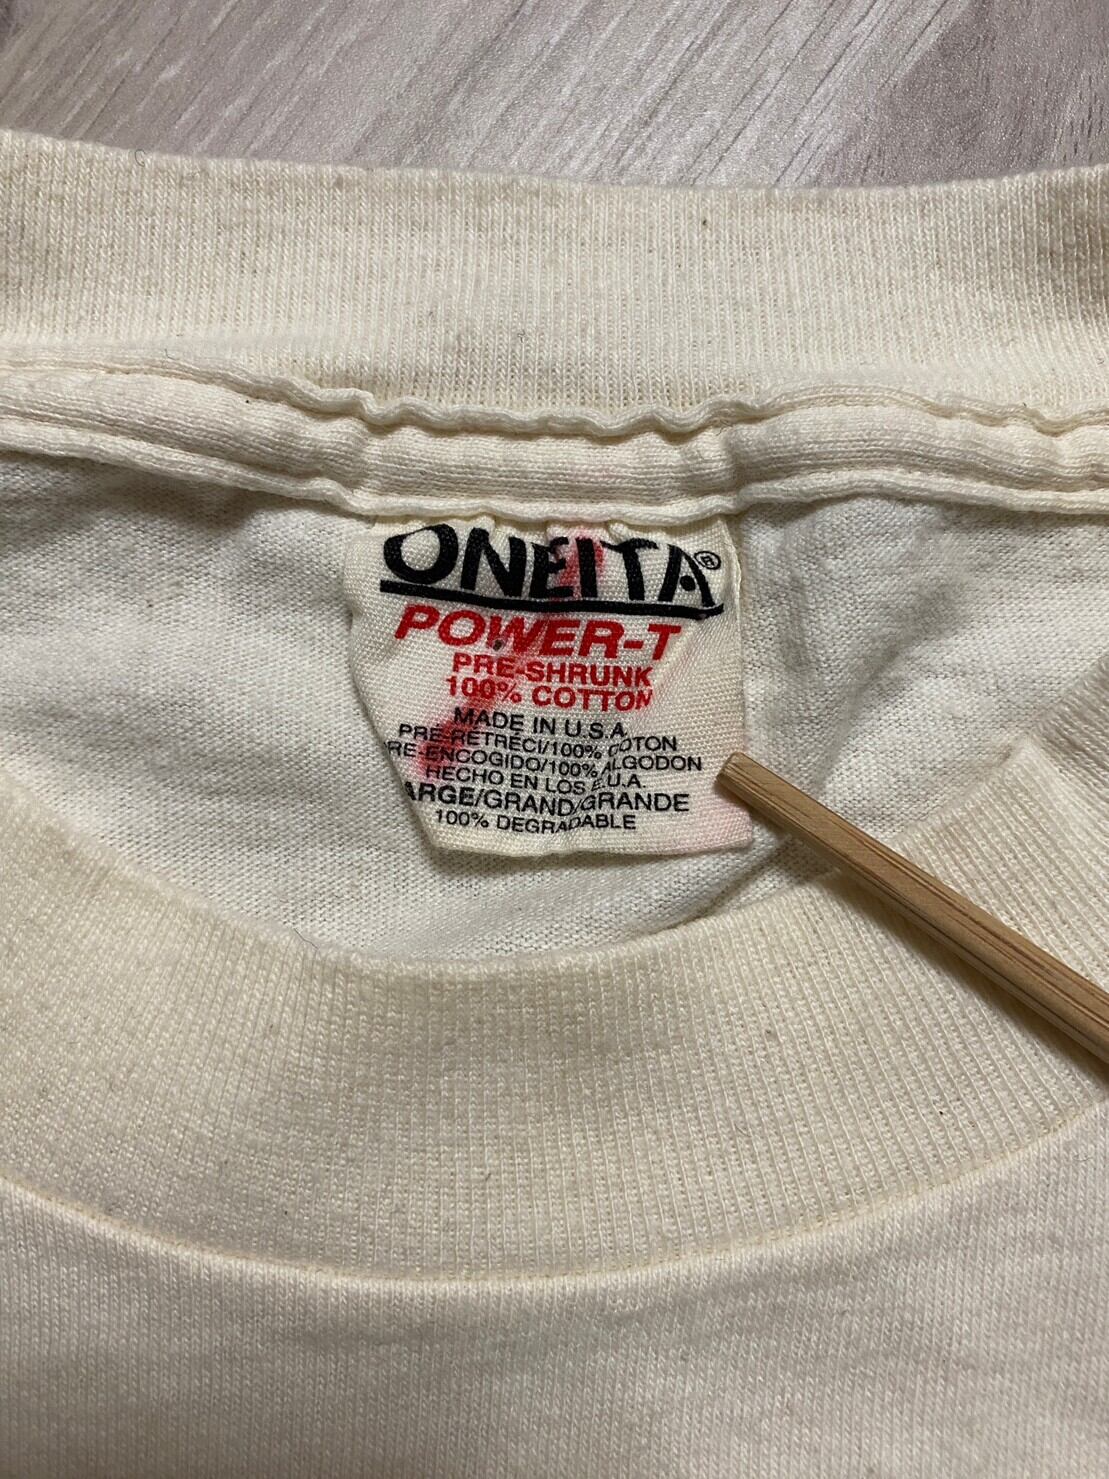 ONEITA®
POWER-T
PRE-SHRUNK
100% COTTON
MADE IN U.S.A.
PRE-RETRECI/100% COTON
RE-ENCOGIDO/100% ALGODON
HECHO EN LOS E.U.A.
ARGE/GRAND/GRANDE
100% DEGRADABLE